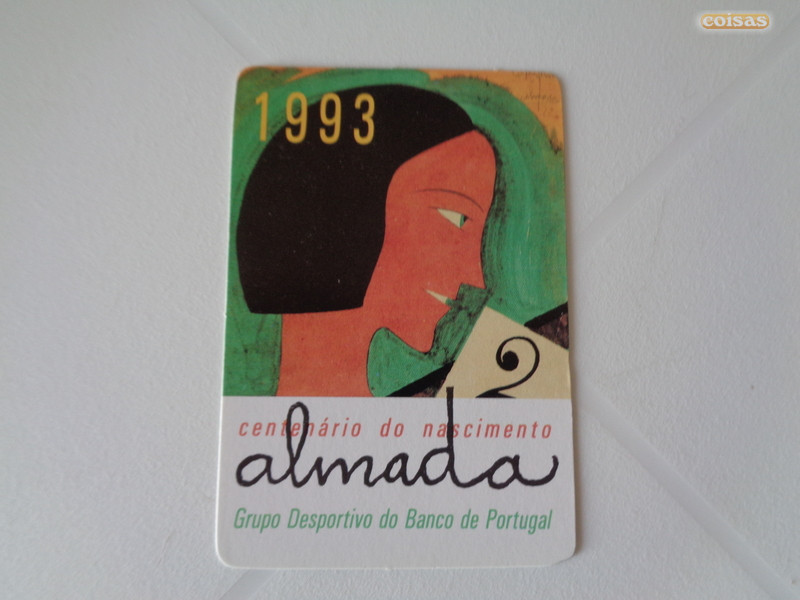 coisas
1993
centenário do nascimento
almada
Grupo Desportivo do Banco de Portugal